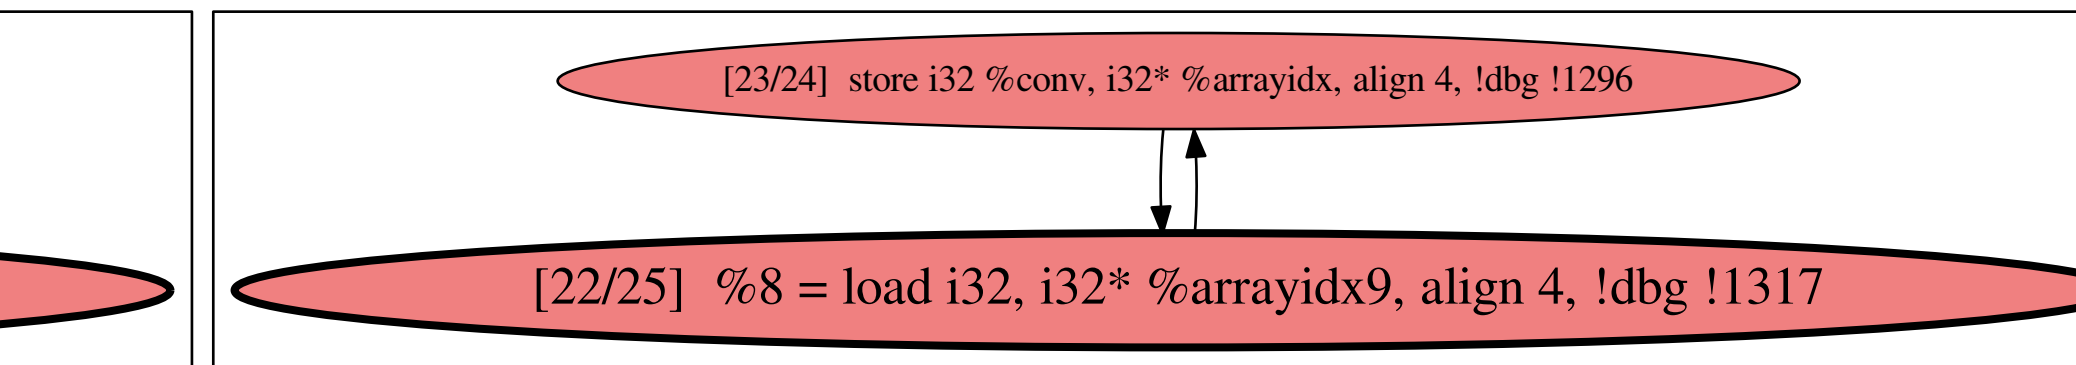 [23/24]  store i32 %conv, i32* %arrayidx, align 4, !dbg !1296
[22/25]  %8 = load i32, i32* %arrayidx9, align 4, !dbg !1317